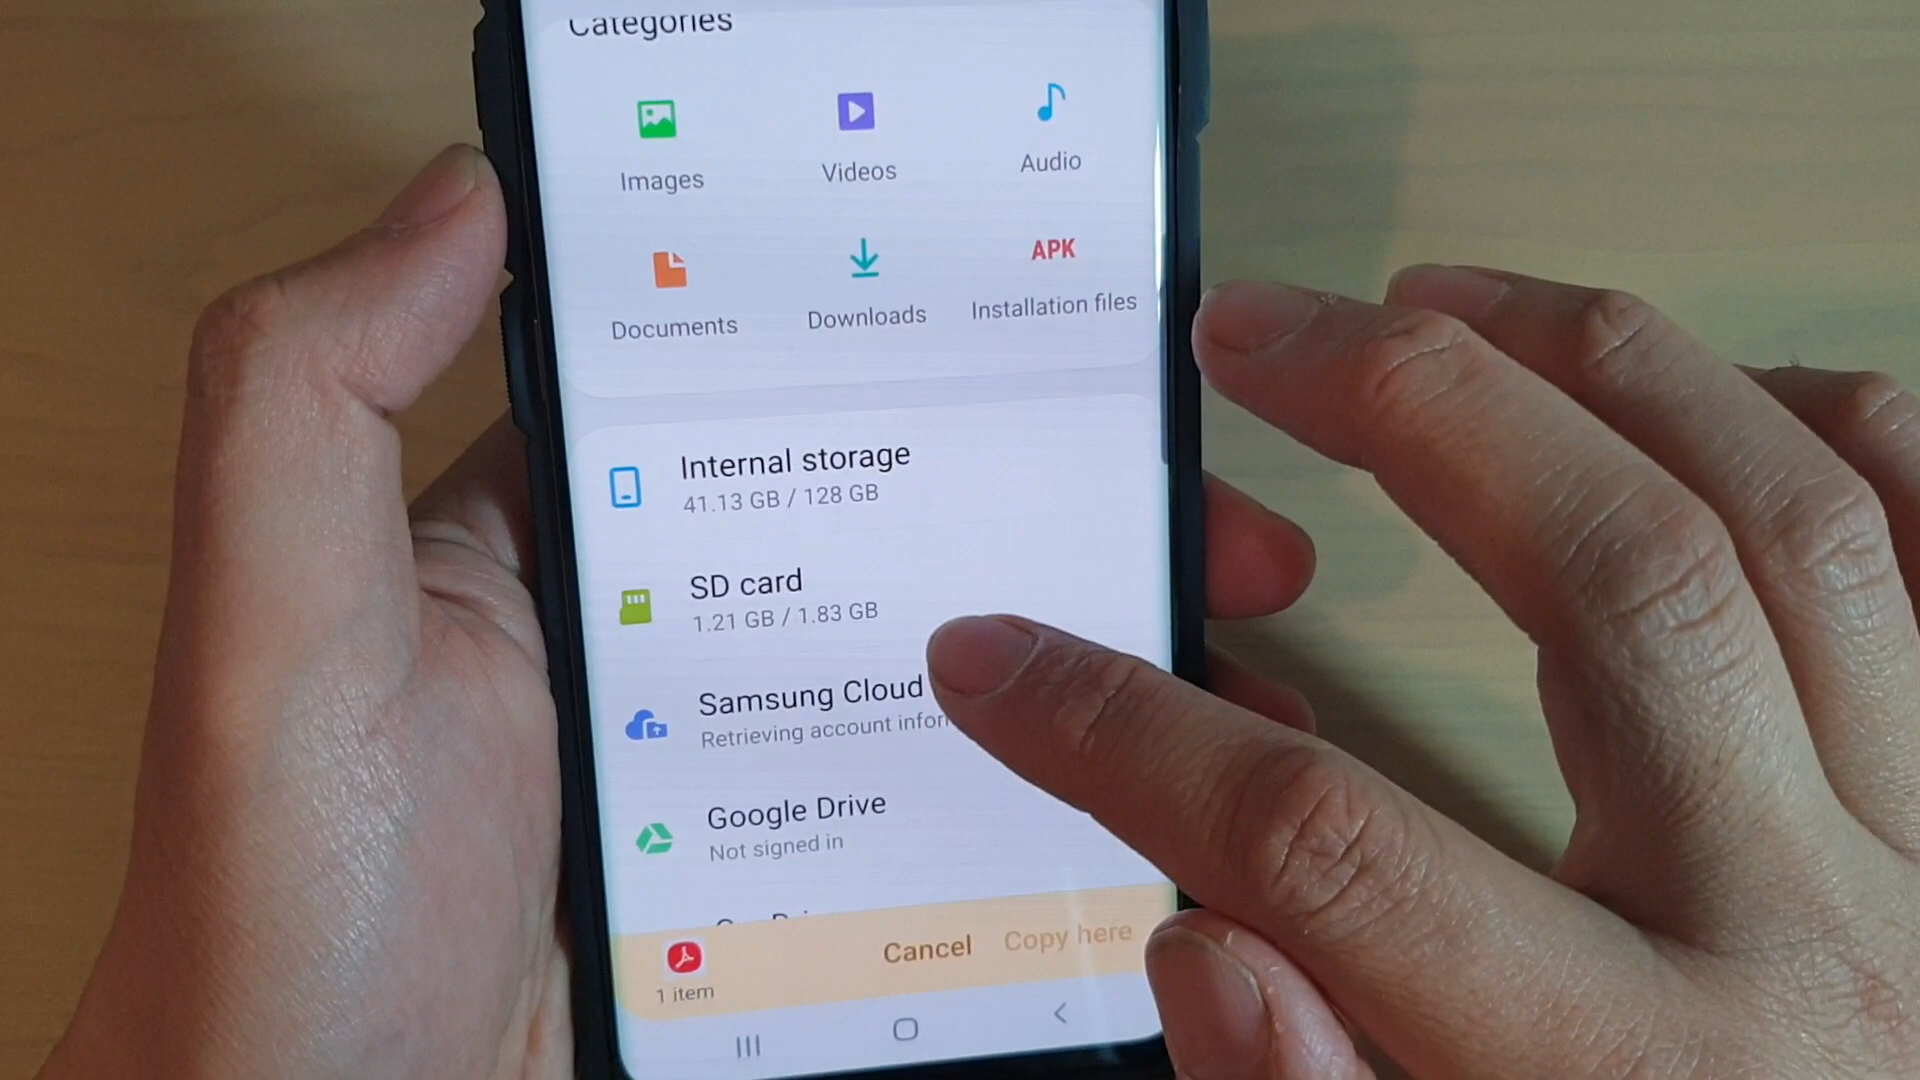 Categories
Images
Videos
Audio
Documents
Downloads
APK
Installation files
Internal storage
41.13 GB / 128 GB
SD card
1.21 GB / 1.83 GB
Samsung Cloud
Retrieving account infor
Google Drive
Not signed in
Cancel
Copy here
1 item